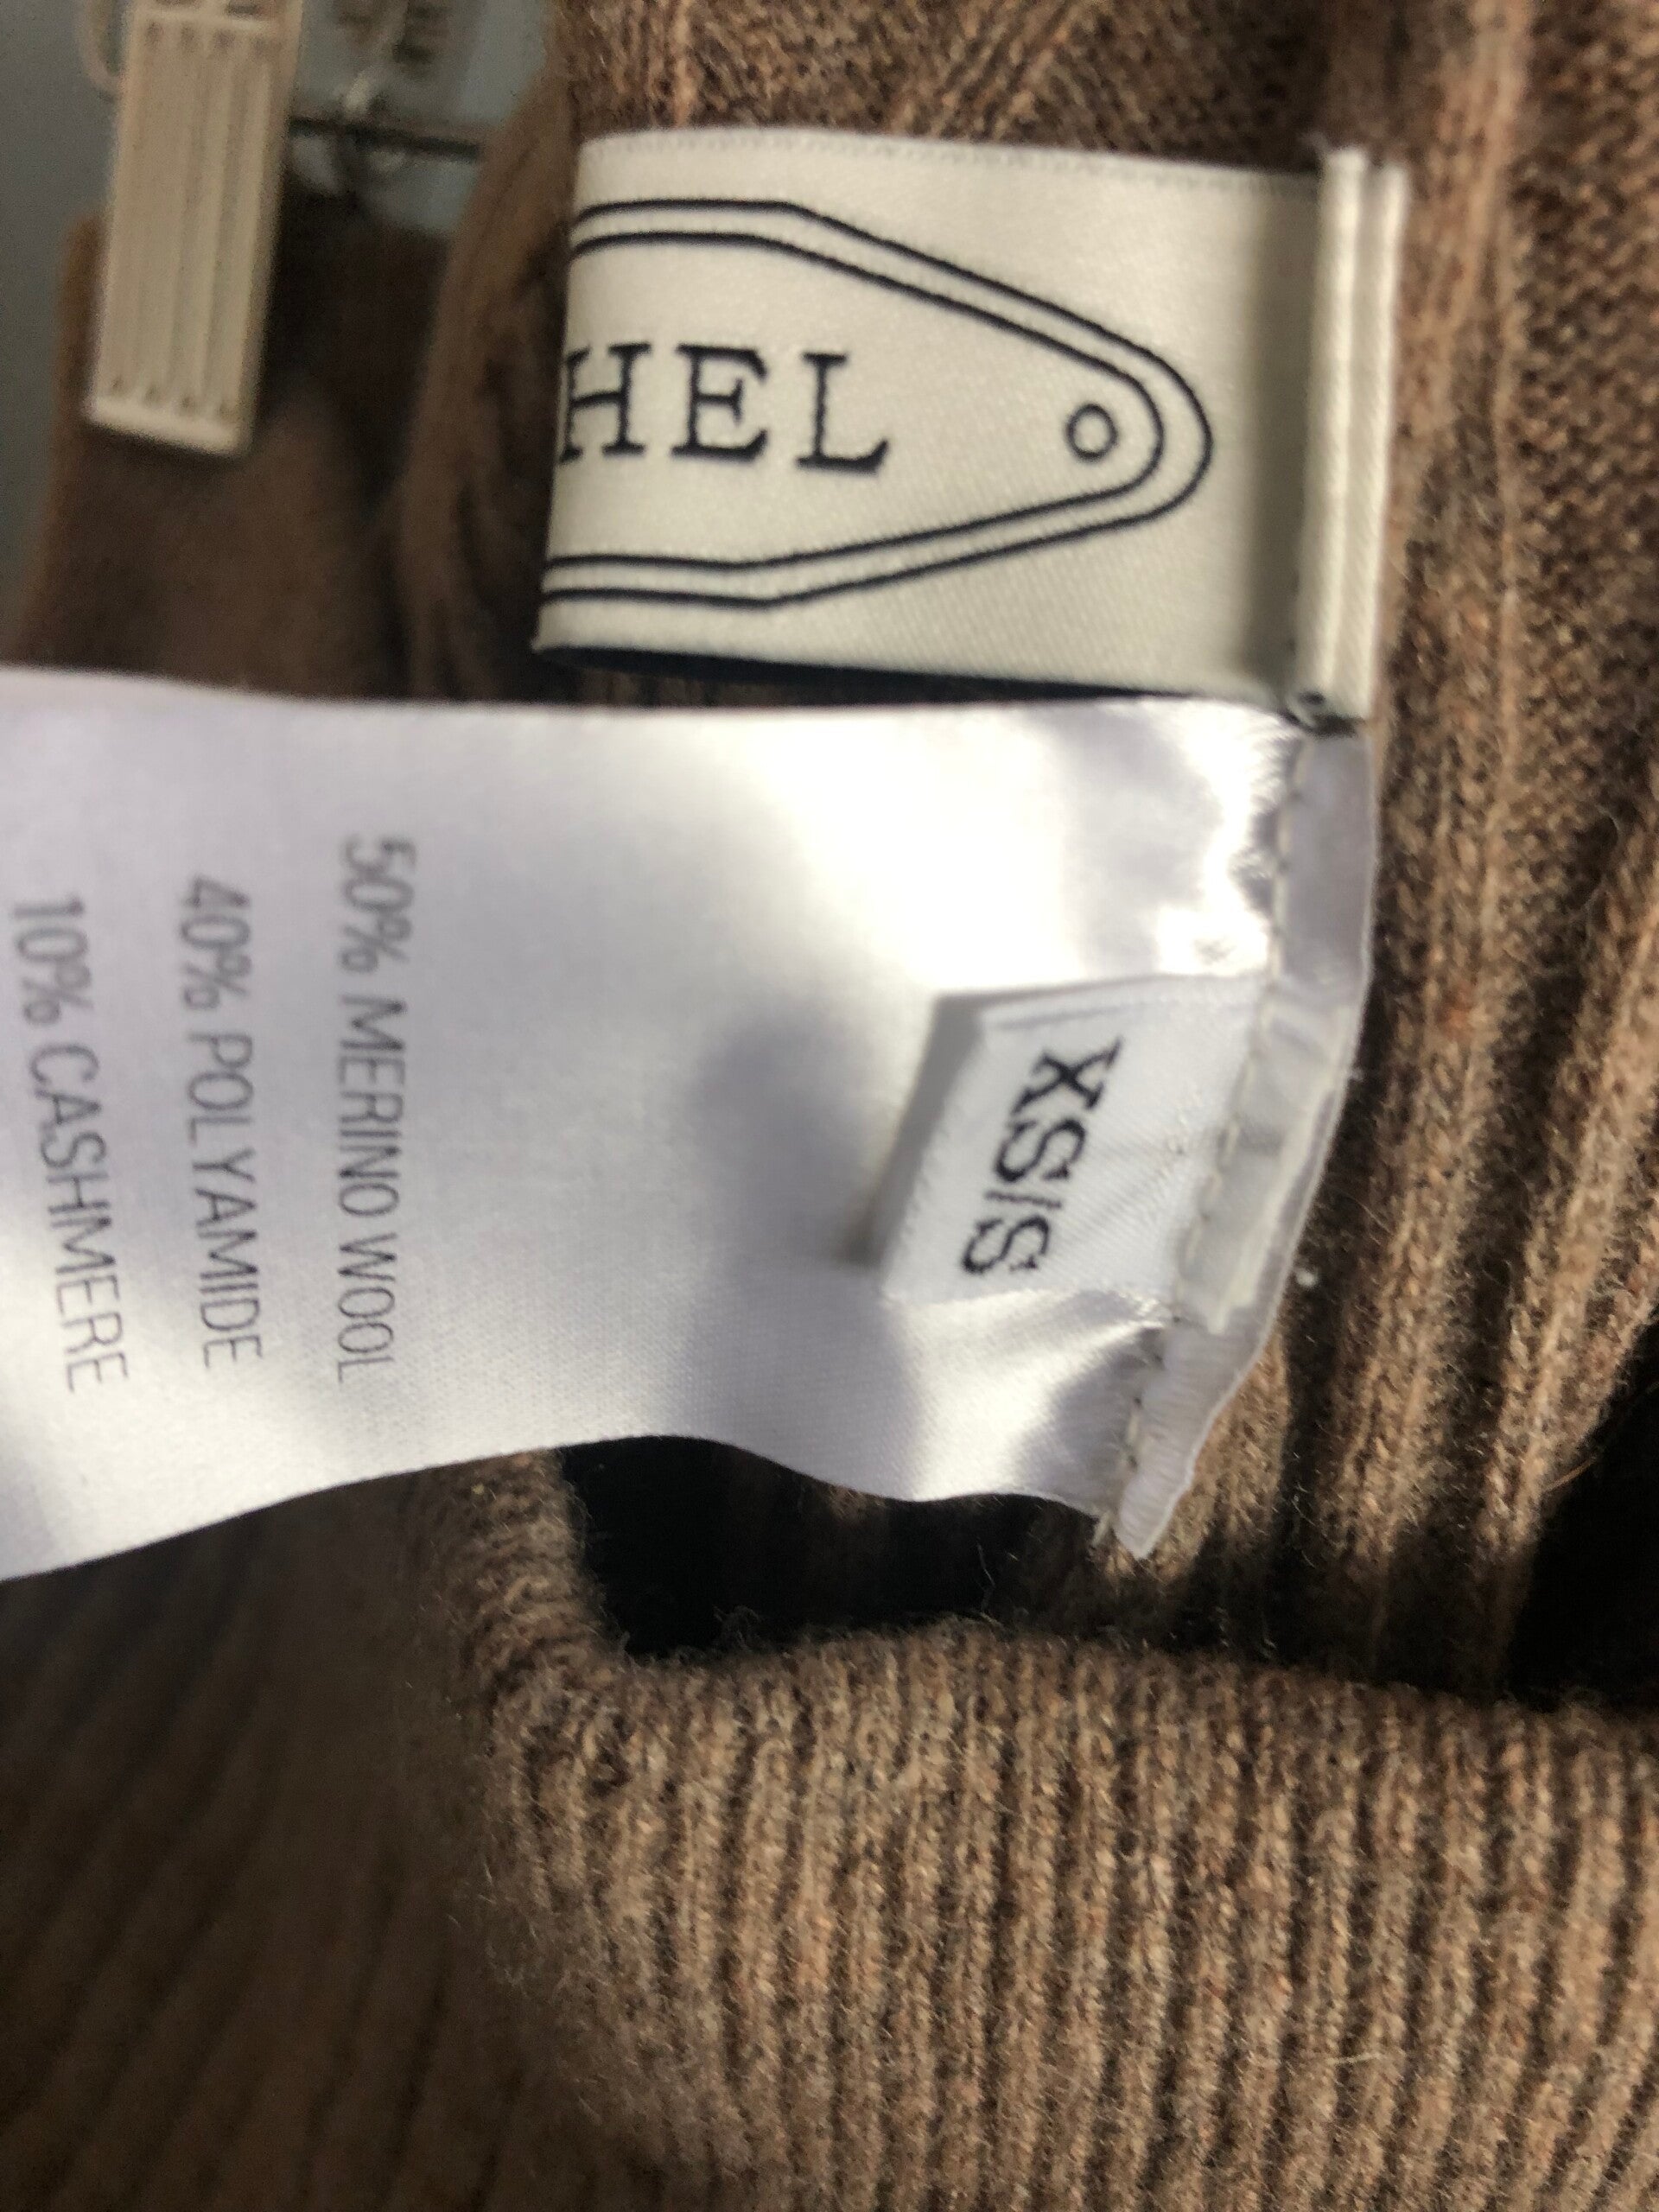 HEL
XS/S
50% MERINO WOOL
40% POLYAMIDE
10% CASHMERE